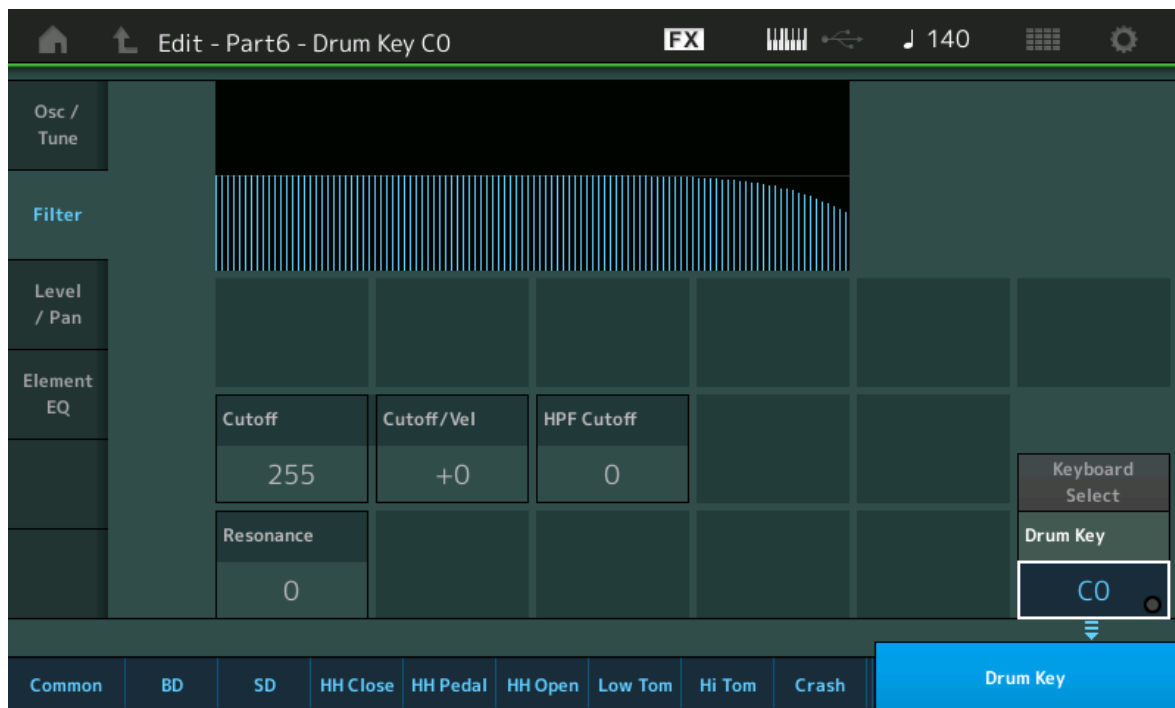 Edit - Part6 - Drum Key C0
FX
140
Osc /
Tune
Filter
Level
/ Pan
Element
EQ
Cutoff
Cutoff/Vel
HPF Cutoff
255
+0
0
Keyboard
Select
Resonance
Drum Key
0
C0
Common
BD
SD
HH Close
HH Pedal
HH Open
Low Tom
Hi Tom
Crash
Drum Key